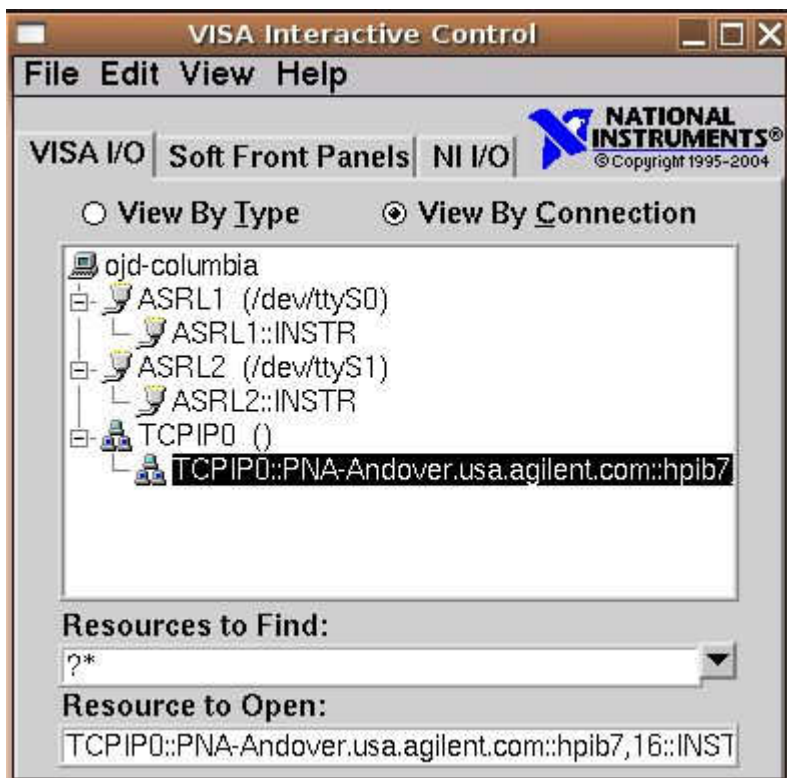 VISA Interactive Control
File Edit View Help
NATIONAL
INSTRUMENTS®
© Copyright 1995-2004
VISA I/O Soft Front Panels NI I/O
View By Type View By Connection
ojd-columbia
ASRL1 (/dev/ttyS0)
ASRL1::INSTR
ASRL2 (/dev/ttyS1)
ASRL2::INSTR
TCPIP0 ()
TCPIP0::PNA-Andover.usa.agilent.com::hpib7
Resources to Find:
?*
Resource to Open:
TCPIP0::PNA-Andover.usa.agilent.com::hpib7,16::INST